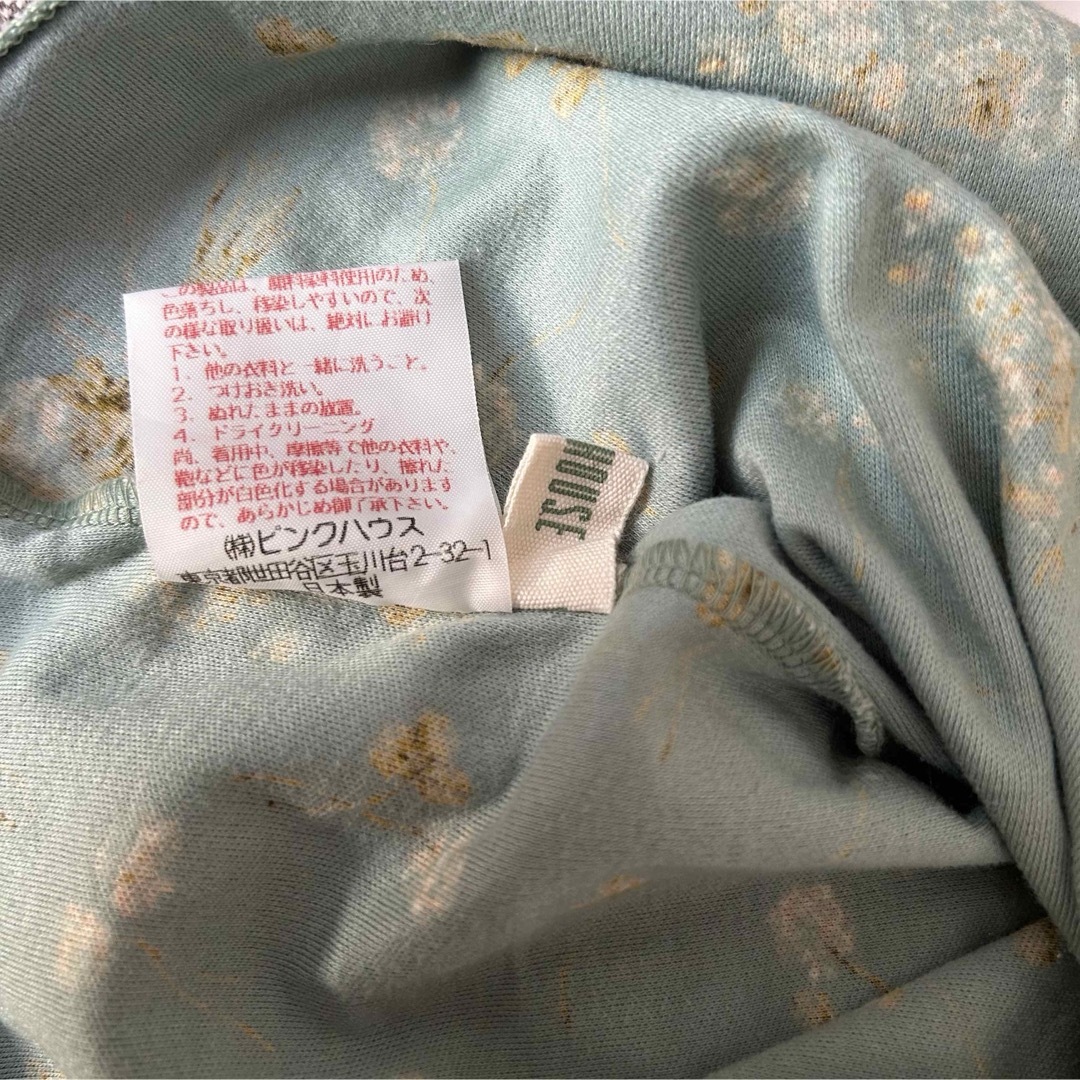 この製品は、顔料染料使用のため、
色落ちし、移染しやすいので、次
の様な取り扱いは、絶対にお避け
下さい。
1. 他の衣料と一緒に洗うこと。
2. つけおき洗い。
3. ぬれたままの放置。
4. ドライクリーニング
尚、着用中、摩擦等で他の衣料や、
鞄などに色が移染したり、擦れた
部分が白色化する場合があります
ので、あらかじめ御了承下さい。
㈱ピンクハウス
東京都世田谷区玉川台2-32-1
日本製
HOUSE